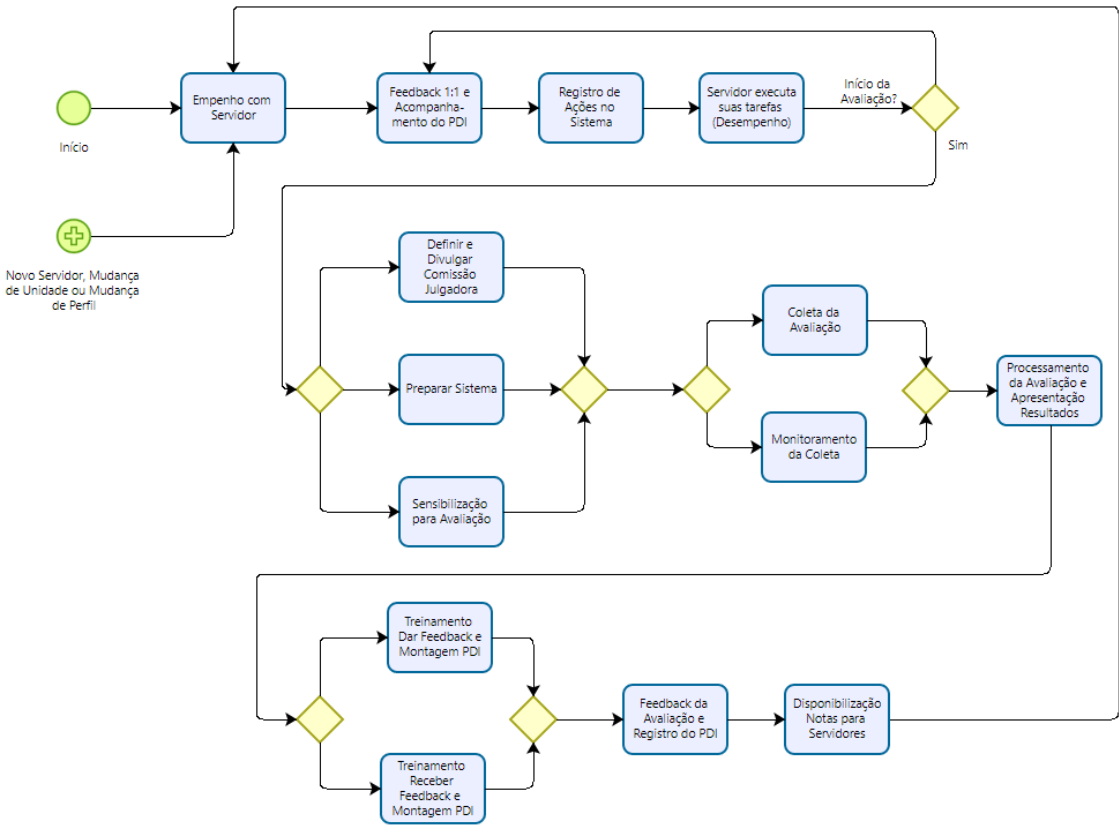 Início
Empenho com
Servidor
Feedback 1:1 e
Acompanha-
mento do PDI
Registro de
Ações no
Sistema
Servidor executa
suas tarefas
(Desempenho)
Início da
Avaliação?
Sim
Novo Servidor, Mudança
de Unidade ou Mudança
de Perfil
Definir e
Divulgar
Comissão
Julgadora
Preparar Sistema
Sensibilização
para Avaliação
Coleta da
Avaliação
Monitoramento
da Coleta
Processamento
da Avaliação e
Apresentação
Resultados
Treinamento
Dar Feedback e
Montagem PDI
Treinamento
Receber
Feedback e
Montagem PDI
Feedback da
Avaliação e
Registro do PDI
Disponibilização
Notas para
Servidores